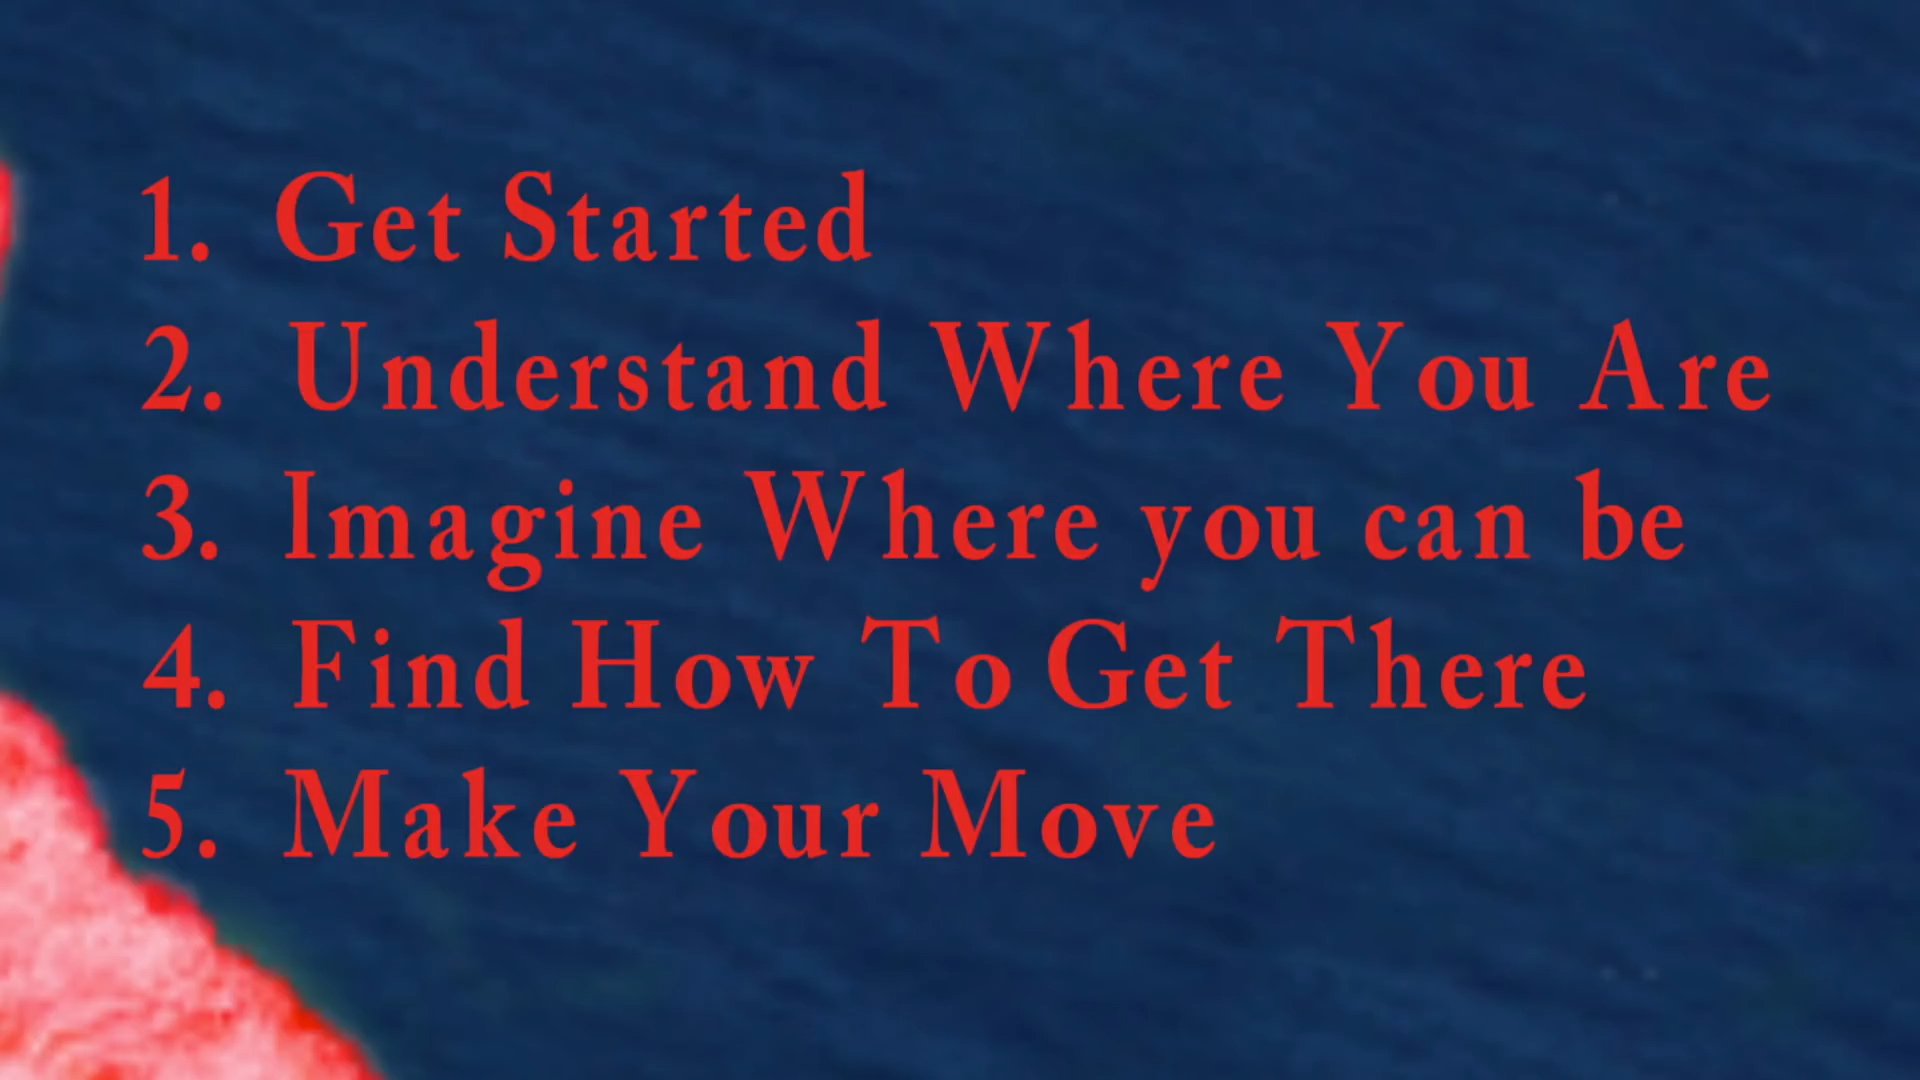 1. Get Started
2. Understand Where You Are
3. Imagine Where you can be
4. Find How To Get There
5. Make Your Move